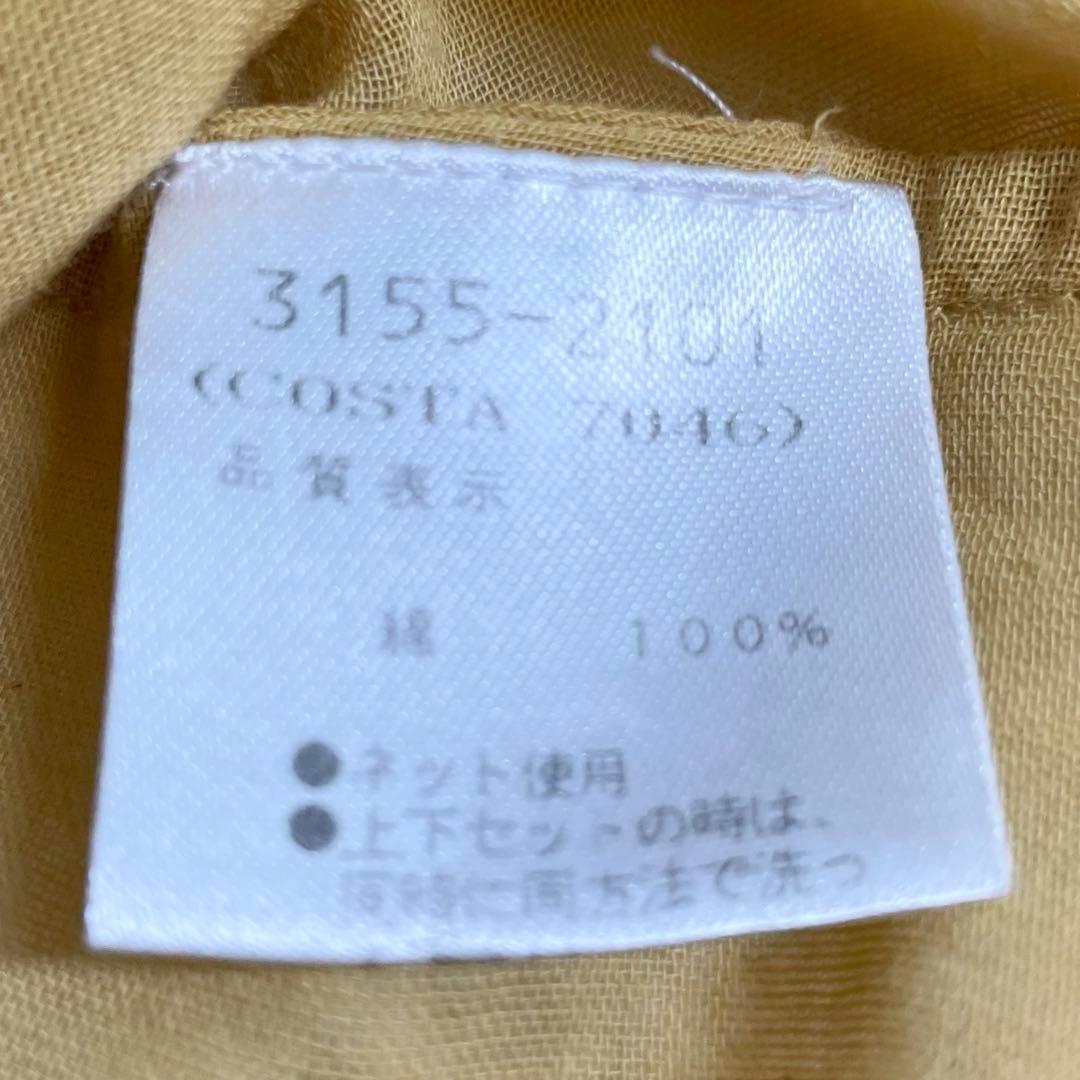 3155-2101
(COSTA 7046)
品質表示
綿 100%
●ネット使用
●上下セットの時は、
同時に同方法で洗っ